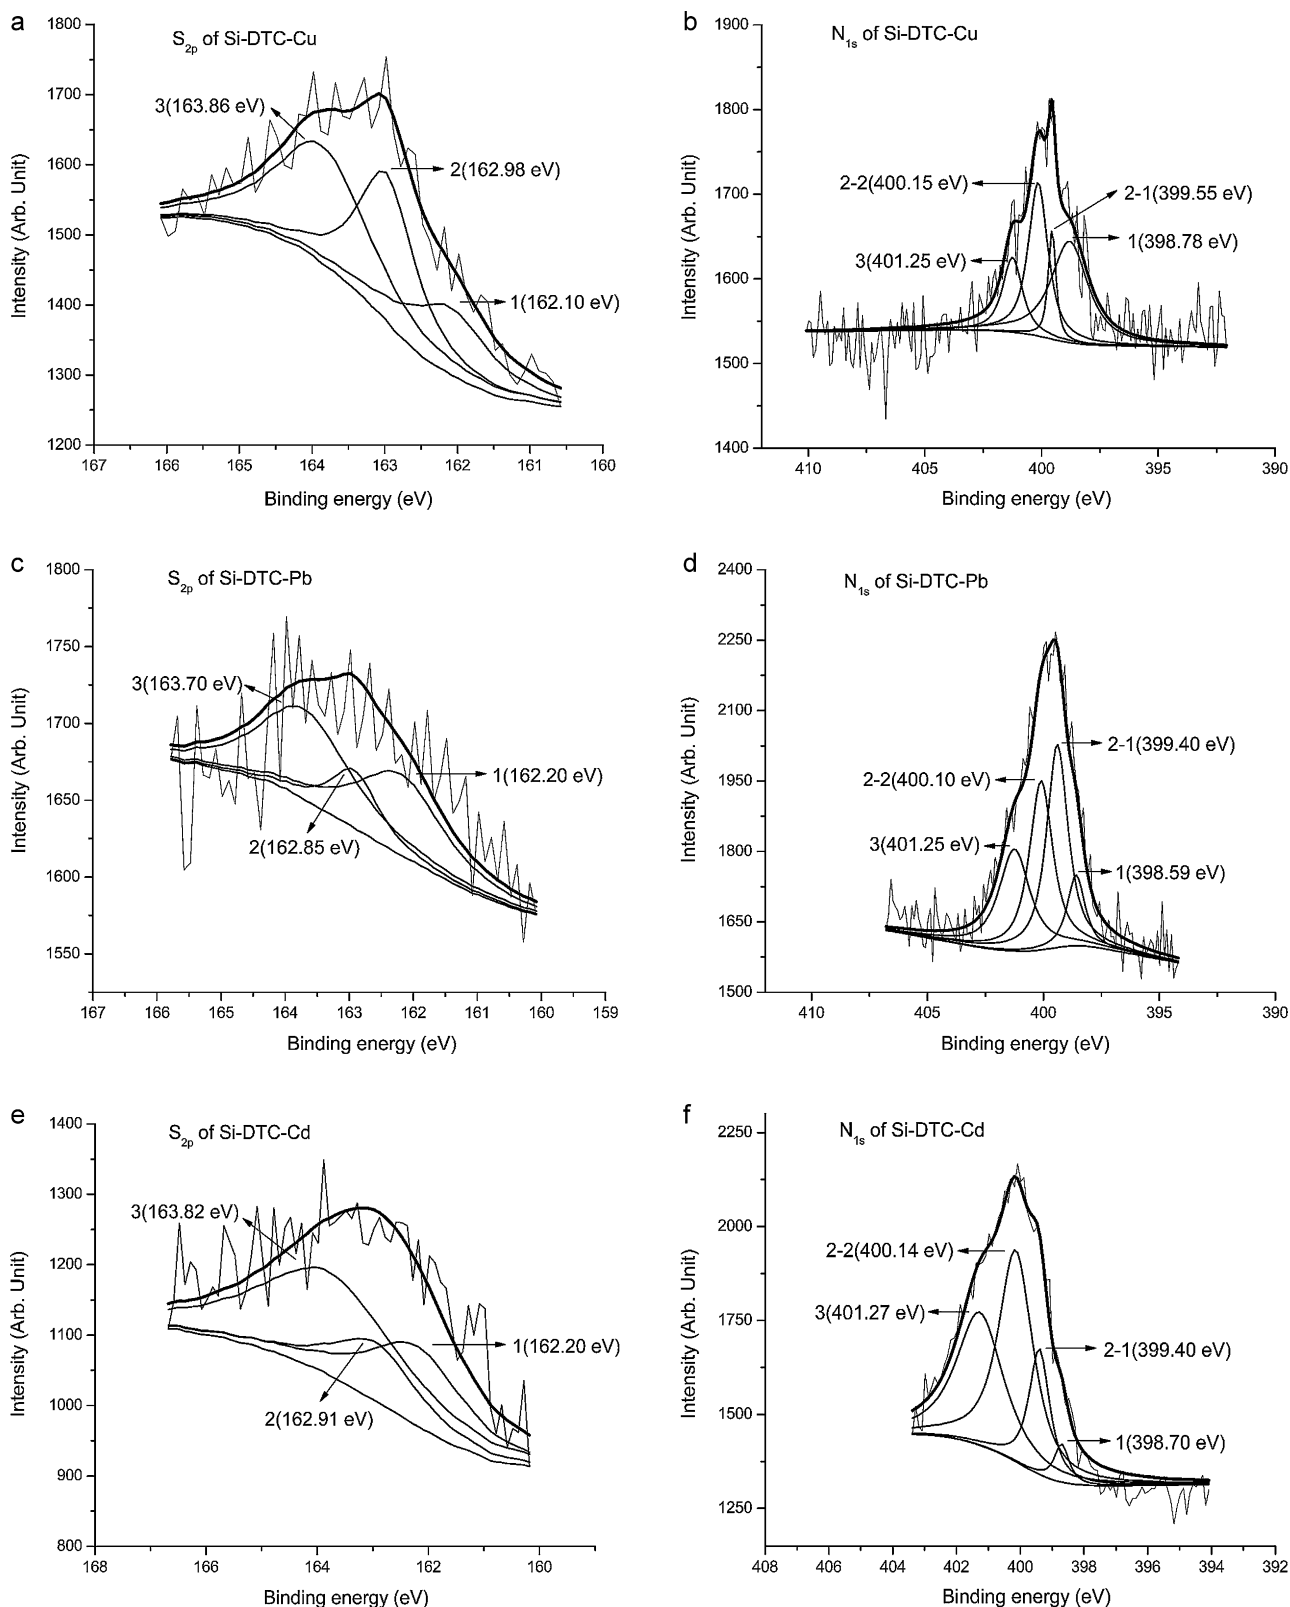 a
S2p of Si-DTC-Cu
3(163.86 eV)
2(162.98 eV)
1(162.10 eV)
Intensity (Arb. Unit)
1800
1700
1600
1500
1400
1300
1200
167 166 165 164 163 162 161 160
Binding energy (eV)
b
N1s of Si-DTC-Cu
2-2(400.15 eV)
2-1(399.55 eV)
1(398.78 eV)
3(401.25 eV)
Intensity (Arb. Unit)
1900
1800
1700
1600
1500
1400
410 405 400 395 390
Binding energy (eV)
c
S2p of Si-DTC-Pb
3(163.70 eV)
1(162.20 eV)
2(162.85 eV)
Intensity (Arb. Unit)
1800
1750
1700
1650
1600
1550
167 166 165 164 163 162 161 160 159
Binding energy (eV)
d
N1s of Si-DTC-Pb
2-1(399.40 eV)
2-2(400.10 eV)
3(401.25 eV)
1(398.59 eV)
Intensity (Arb. Unit)
2400
2250
2100
1950
1800
1650
1500
410 405 400 395 390
Binding energy (eV)
e
S2p of Si-DTC-Cd
3(163.82 eV)
1(162.20 eV)
2(162.91 eV)
Intensity (Arb. Unit)
1400
1300
1200
1100
1000
900
800
168 166 164 162 160
Binding energy (eV)
f
N1s of Si-DTC-Cd
2-2(400.14 eV)
3(401.27 eV)
2-1(399.40 eV)
1(398.70 eV)
Intensity (Arb. Unit)
2250
2000
1750
1500
1250
408 406 404 402 400 398 396 394 392
Binding energy (eV)